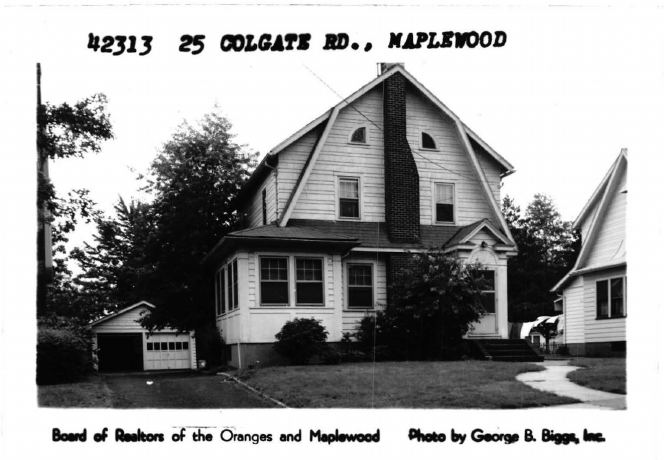 42313 25 COLGATE RD., MAPLEWOOD
Board of Realtors of the Oranges and Maplewood Photo by George B. Biggs, Inc.